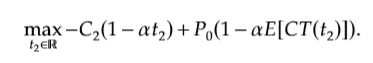 max −C₂(1 − αt₂) + P₀(1 − αE[CT(t₂)]).
t₂∈ℝ